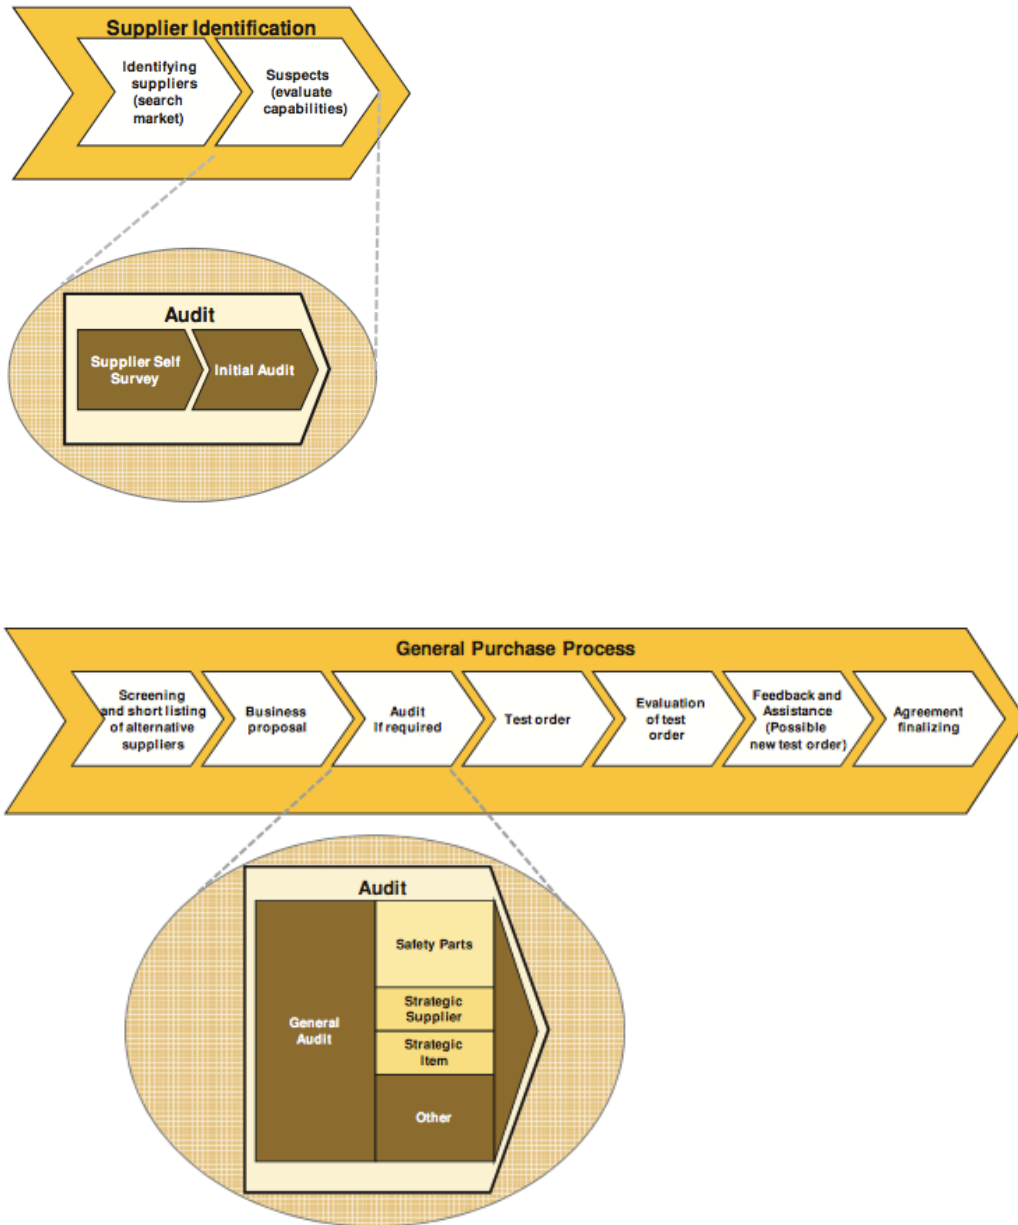 Supplier Identification
Identifying
suppliers
(search
market)
Suspects
(evaluate
capabilities)
Audit
Supplier Self
Survey
Initial Audit
General Purchase Process
Screening
and short listing
of alternative
suppliers
Business
proposal
Audit
If required
Test order
Evaluation
of test
order
Feedback and
Assistance
(Possible
new test order)
Agreement
finalizing
Audit
General
Audit
Safety Parts
Strategic
Supplier
Strategic
Item
Other